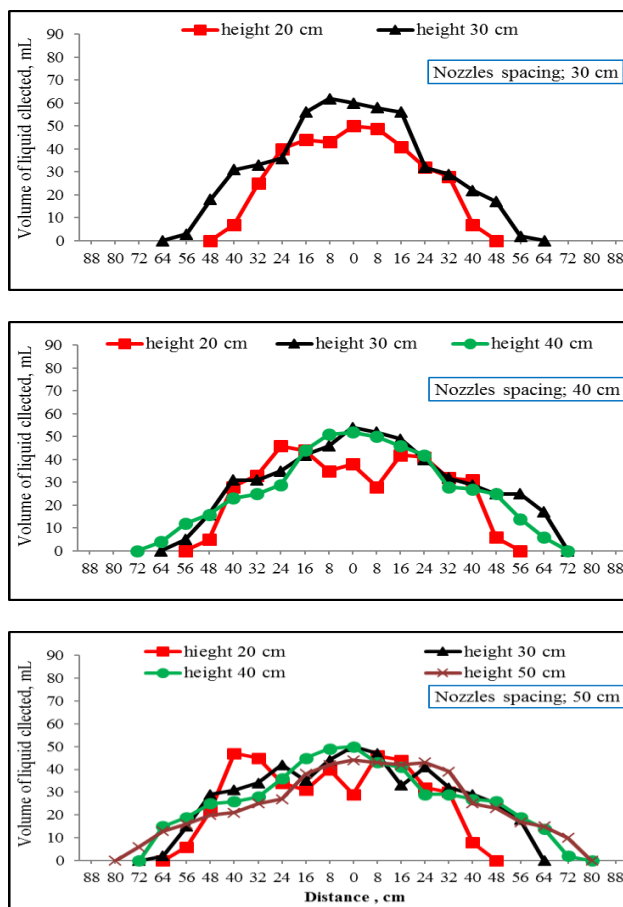 height 20 cm height 30 cm
Nozzles spacing; 30 cm
Volume of liquid cllected, mL
90
80
70
60
50
40
30
20
10
0
88 80 72 64 56 48 40 32 24 16 8 0 8 16 24 32 40 48 56 64 72 80 88
height 20 cm height 30 cm height 40 cm
Nozzles spacing; 40 cm
Volume of liquid cllected, mL
90
80
70
60
50
40
30
20
10
0
88 80 72 64 56 48 40 32 24 16 8 0 8 16 24 32 40 48 56 64 72 80 88
hieght 20 cm height 30 cm
height 40 cm height 50 cm
Nozzles spacing; 50 cm
Volume of liquid cllected, mL
90
80
70
60
50
40
30
20
10
0
88 80 72 64 56 48 40 32 24 16 8 0 8 16 24 32 40 48 56 64 72 80 88
Distance , cm